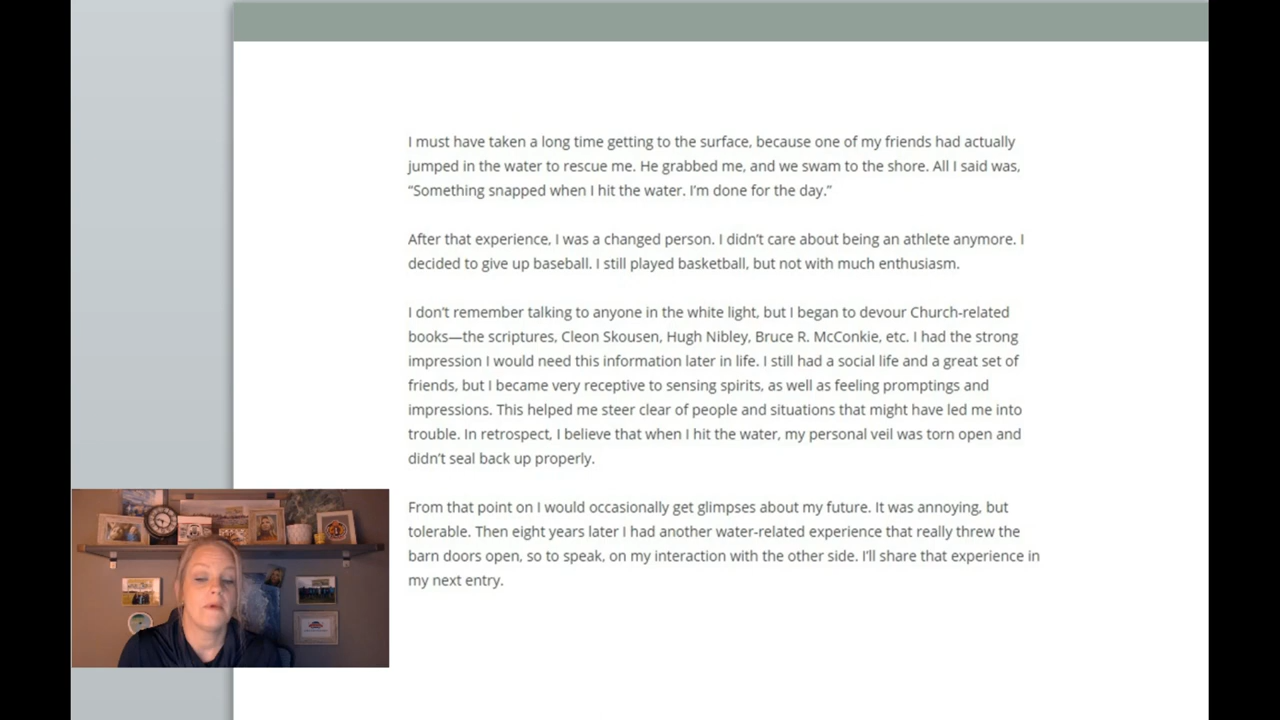 I must have taken a long time getting to the surface, because one of my friends had actually
jumped in the water to rescue me. He grabbed me, and we swam to the shore. All I said was,
“Something snapped when I hit the water. I’m done for the day.”
After that experience, I was a changed person. I didn’t care about being an athlete anymore. I
decided to give up baseball. I still played basketball, but not with much enthusiasm.
I don’t remember talking to anyone in the white light, but I began to devour Church-related
books—the scriptures, Cleon Skousen, Hugh Nibley, Bruce R. McConkie, etc. I had the strong
impression I would need this information later in life. I still had a social life and a great set of
friends, but I became very receptive to sensing spirits, as well as feeling promptings and
impressions. This helped me steer clear of people and situations that might have led me into
trouble. In retrospect, I believe that when I hit the water, my personal veil was torn open and
didn’t seal back up properly.
From that point on I would occasionally get glimpses about my future. It was annoying, but
tolerable. Then eight years later I had another water-related experience that really threw the
barn doors open, so to speak, on my interaction with the other side. I’ll share that experience in
my next entry.